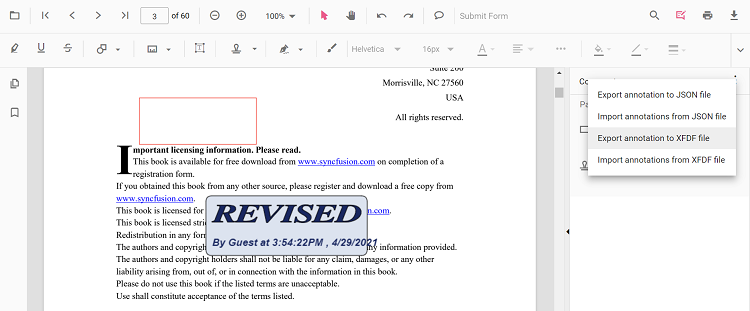 3 of 60 100% Submit Form
Helvetica 16px
Suite 200
Morrisville, NC 27560
USA
All rights reserved.
Important licensing information. Please read.
This book is available for free download from www.syncfusion.com on completion of a
registration form.
If you obtained this book from any other source, please register and download a free copy from
www.syncfusion.com.
This book is licensed for n.com.
This book is licensed stri
Redistribution in any for
The authors and copyright hy information provided.
The authors and copyright holders shall not be liable for any claim, damages, or any other
liability arising from, out of, or in connection with the information in this book.
Please do not use this book if the listed terms are unacceptable.
Use shall constitute acceptance of the terms listed.
REVISED
By Guest at 3:54:22PM , 4/29/2021
Co
Pa
Export annotation to JSON file
Import annotations from JSON file
Export annotation to XFDF file
Import annotations from XFDF file